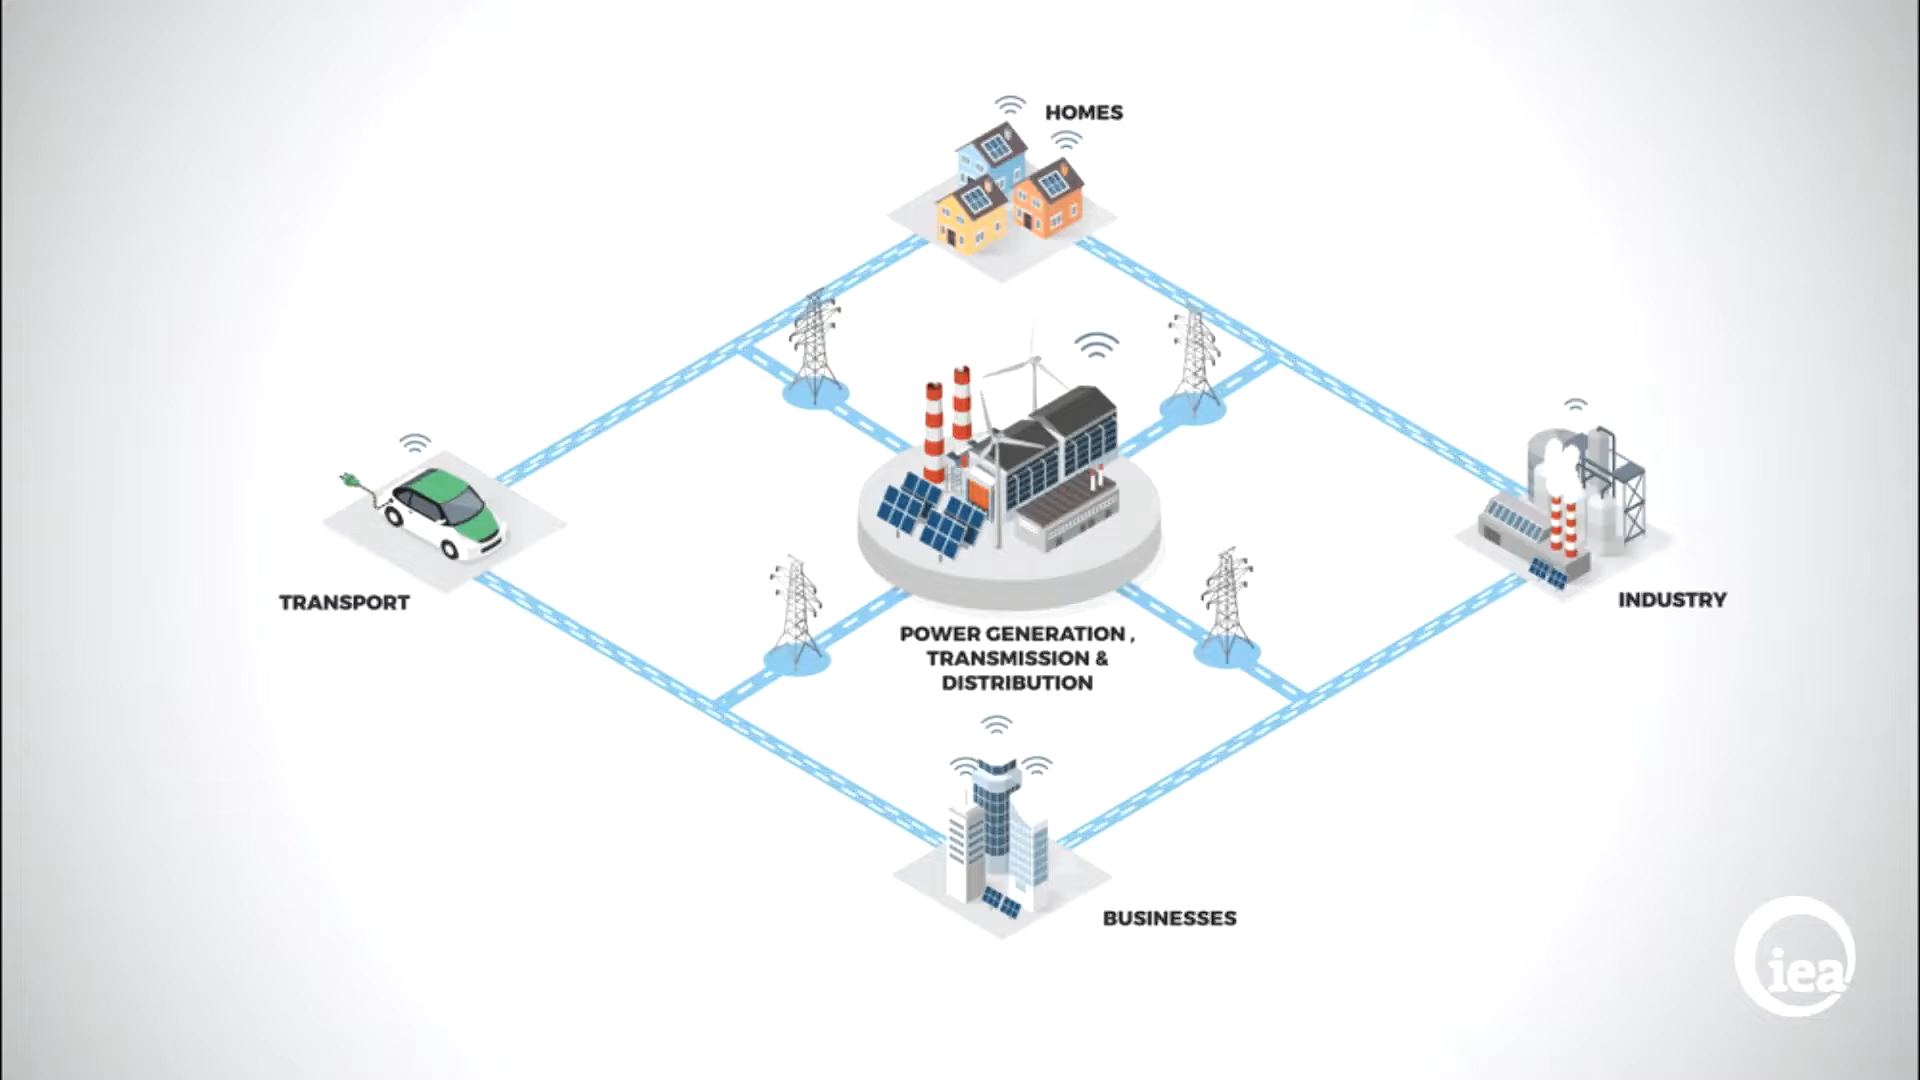 HOMES
TRANSPORT
INDUSTRY
POWER GENERATION ,
TRANSMISSION &
DISTRIBUTION
BUSINESSES
iea